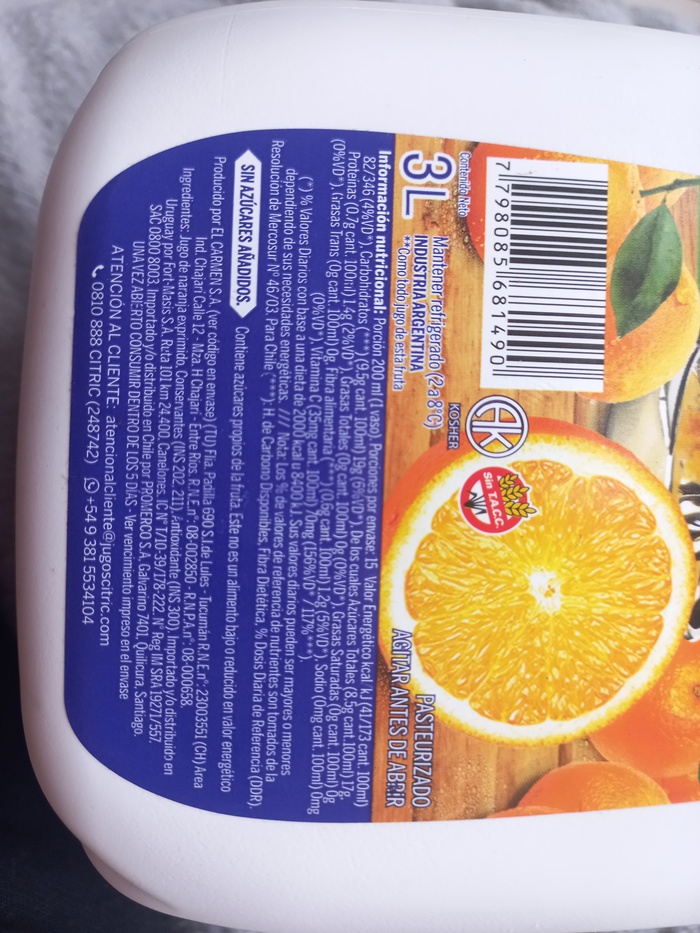 Contenido Neto
3L
Mantener refrigerado (2 a 8°C)
INDUSTRIA ARGENTINA
**Como todo jugo de esta fruta
7 798085 681490
KOSHER
Sin T.A.C.C.
PASTEURIZADO
AGITAR ANTES DE ABRIR
Información nutricional: Porción 200 ml (1 vaso). Porciones por envase: 15 Valor Energético kcal, kJ (41/173 cant. 100ml)
82/346 (4%VD*), Carbohidratos (****) (9,5g cant. 100ml) 19g (6%VD*), De los cuales Azúcares Totales (8,5g cant. 100ml) 17g,
Proteínas (0,7g cant. 100ml) 1,4g (2%VD*), Grasas Totales (0g cant. 100ml) 0g (0%VD*), Grasas Saturadas (0g cant. 100ml) 0g
(0%VD*), Grasas Trans (0g cant. 100ml) 0g, Fibra alimentaria (****) (0,6g cant. 100ml) 1,2g (5%VD*), Sodio (0mg cant. 100ml) 0mg
(0%VD*), Vitamina C (35mg cant. 100ml) 70mg (156%VD* / 117%***).
(*) % Valores Diarios con base a una dieta de 2000 kcal u 8400 kJ. Sus valores diarios pueden ser mayores o menores
dependiendo de sus necesidades energéticas. /// Nota: Los % de valores de referencia de nutrientes son tomados de la
Resolución de Mercosur Nº 46/03. Para Chile (****): H. de Carbono Disponibles, Fibra Dietética, % Dosis Diaria de Referencia (DDR).
SIN AZÚCARES AÑADIDOS. Contiene azúcares propios de la fruta. Este no es un alimento bajo o reducido en valor energético
Producido por EL CARMEN S.A. (ver código en envase) (TU) Flia. Padilla 690 S.I. de Lules - Tucumán R.N.E.nº 23003551 (CH) Area
Ind. Chajarí Calle 12 - Mza. H Chajarí - Entre Ríos. R.N.E.nº 08-002850 - R.N.P.A.nº: 08-000658.
Ingredientes: Jugo de naranja exprimido, Conservantes (INS 202, 211), Antioxidante (INS 300). Importado y/o distribuido en
Uruguay por Fort-Masis S.A. Ruta 101 km 24.400, Canelones. IC Nº T/10-39/178-222 Nº Reg IM SRA 19271/557.
SAC 0800 8003. Importado y/o distribuido en Chile por PROMERCO S.A. Galvarino 7401, Quilicura, Santiago.
UNA VEZ ABIERTO CONSUMIR DENTRO DE LOS 5 DÍAS - Ver vencimiento impreso en el envase
ATENCIÓN AL CLIENTE: atencionalcliente@jugoscitric.com
0810 888 CITRIC (248742) +54 9 381 5534104